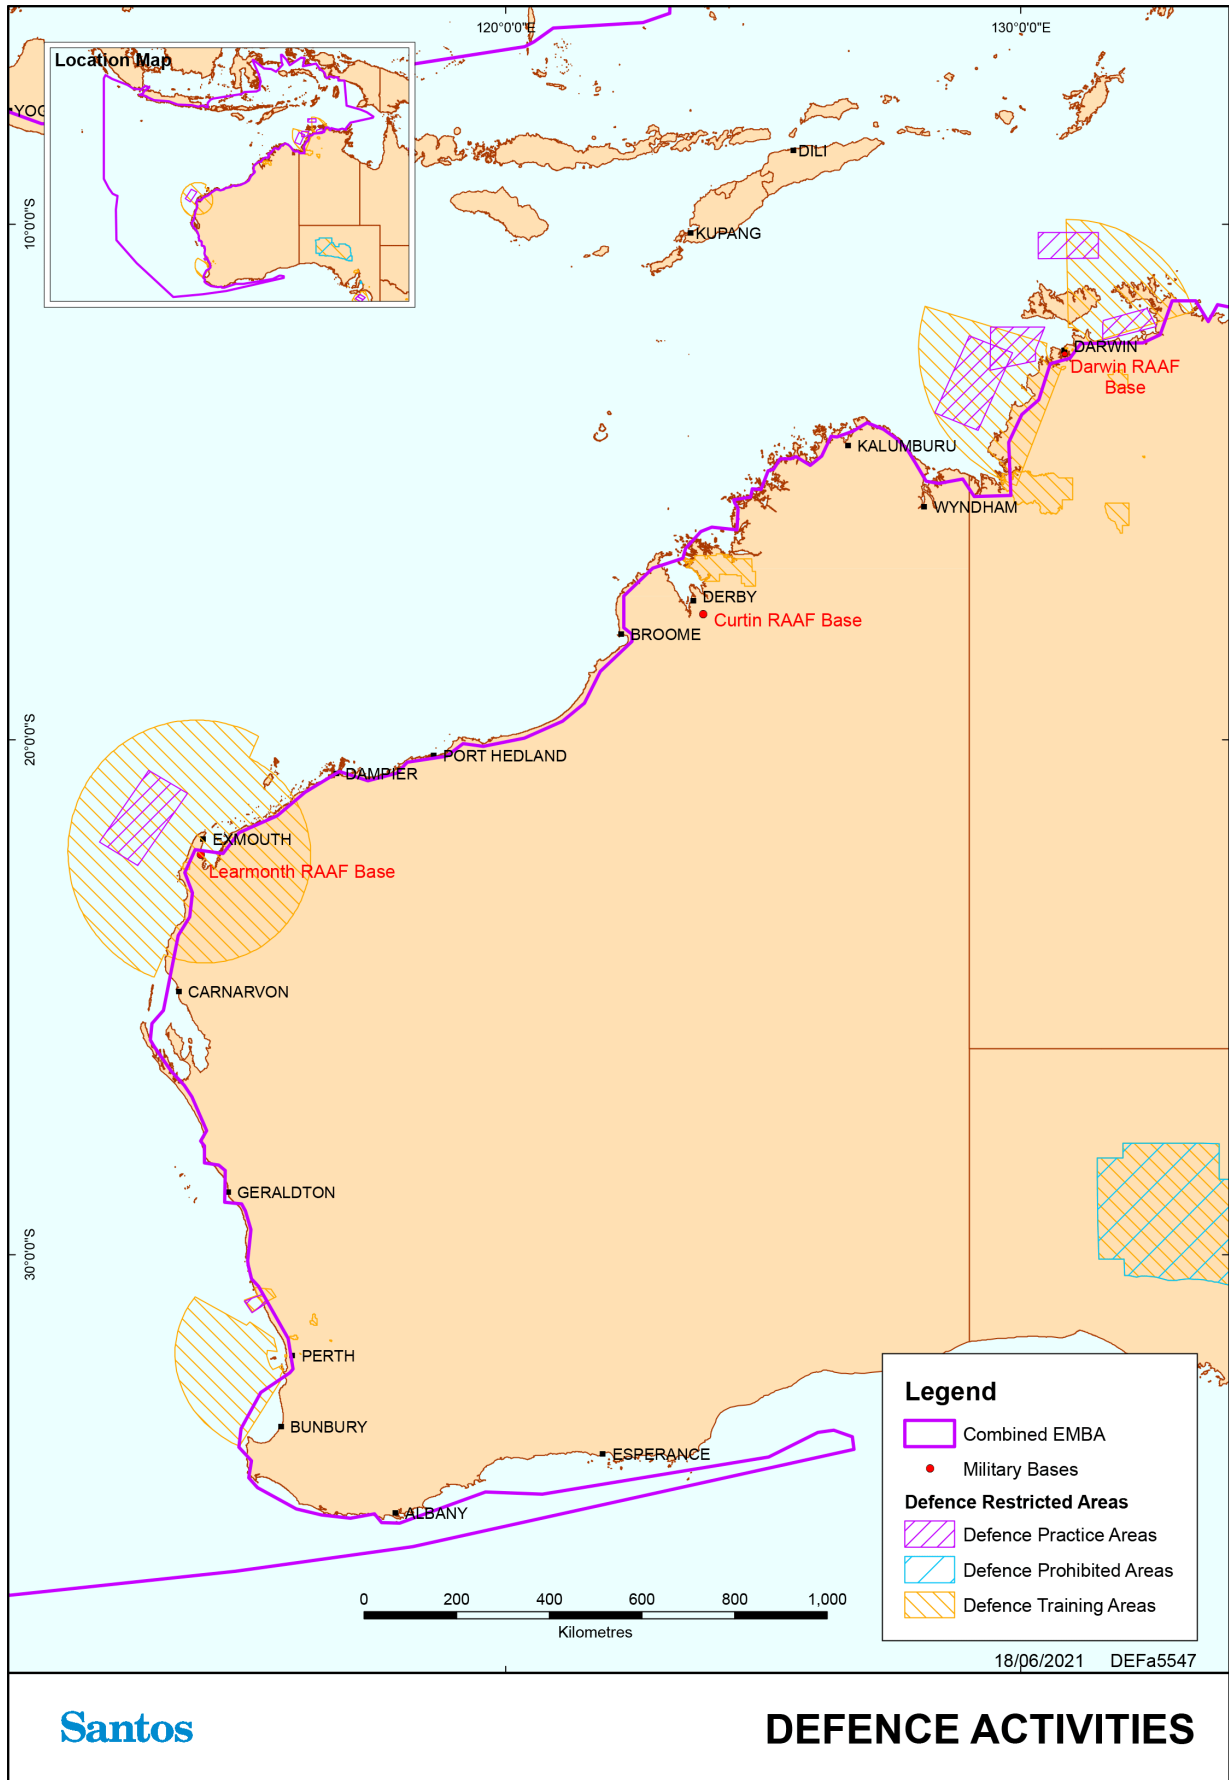 120°0'0"E
130°0'0"E
Location Map
YOG
DILI
10°0'0"S
KUPANG
DARWIN
Darwin RAAF
Base
KALUMBURU
WYNDHAM
DERBY
Curtin RAAF Base
BROOME
20°0'0"S
PORT HEDLAND
DAMPIER
EXMOUTH
Learmonth RAAF Base
CARNARVON
GERALDTON
30°0'0"S
PERTH
BUNBURY
ESPERANCE
ALBANY
Legend
Combined EMBA
Military Bases
Defence Restricted Areas
Defence Practice Areas
Defence Prohibited Areas
Defence Training Areas
0 200 400 600 800 1,000
Kilometres
18/06/2021 DEFa5547
Santos
DEFENCE ACTIVITIES